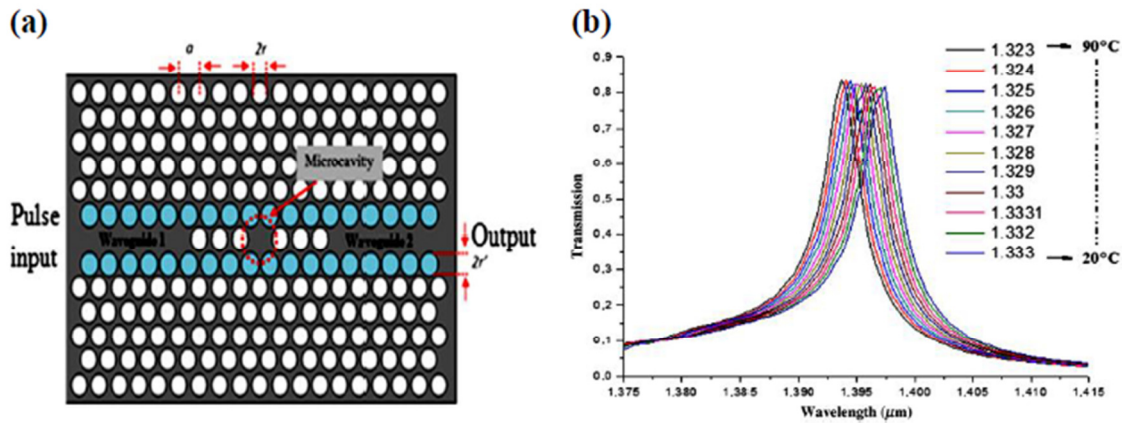 (a)
a
2r
Microcavity
Pulse
input
Waveguide 1
Waveguide 2
Output
2r'
(b)
Transmission
0,9
0,8
0,7
0,6
0,5
0,4
0,3
0,2
0,1
0,0
1,375
1,380
1,385
1,390
1,395
1,400
1,405
1,410
1,415
Wavelength (μm)
1.323
1.324
1.325
1.326
1.327
1.328
1.329
1.33
1.3331
1.332
1.333
90°C
20°C